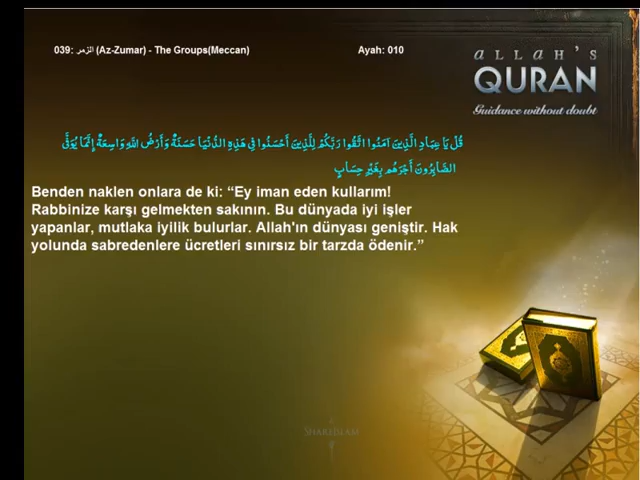 039: الزمر (Az-Zumar) - The Groups(Meccan) Ayah: 010
ALLAH'S
QURAN
Guidance without doubt
قُلْ يَا عِبَادِ الَّذِينَ آمَنُوا اتَّقُوا رَبَّكُمْ لِلَّذِينَ أَحْسَنُوا فِي هَذِهِ الدُّنْيَا حَسَنَةٌ وَأَرْضُ اللَّهِ وَاسِعَةٌ إِنَّمَا يُوَفَّى
الصَّابِرُونَ أَجْرَهُم بِغَيْرِ حِسَابٍ
Benden naklen onlara de ki: “Ey iman eden kullarım!
Rabbinize karşı gelmekten sakının. Bu dünyada iyi işler
yapanlar, mutlaka iyilik bulurlar. Allah'ın dünyası geniştir. Hak
yolunda sabredenlere ücretleri sınırsız bir tarzda ödenir.”
SHAREISLAM